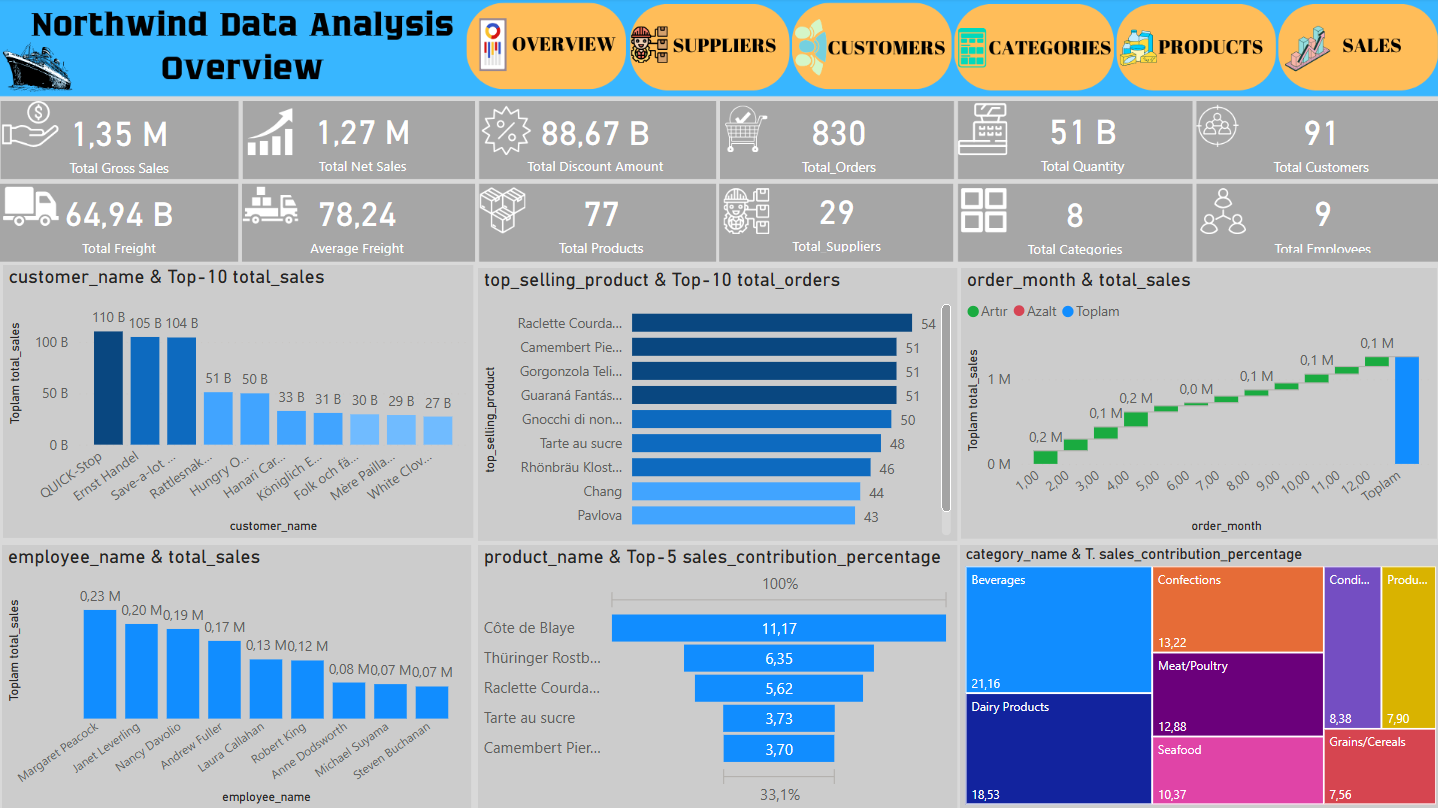 Northwind Data Analysis
Overview
OVERVIEW
SUPPLIERS
CUSTOMERS
CATEGORIES
PRODUCTS
SALES
1,35 M
Total Gross Sales
1,27 M
Total Net Sales
88,67 B
Total Discount Amount
830
Total_Orders
51 B
Total Quantity
91
Total Customers
64,94 B
Total Freight
78,24
Average Freight
77
Total Products
29
Total_Suppliers
8
Total Categories
9
Total Employees
customer_name & Top-10 total_sales
Toplam total_sales
100 B
50 B
0 B
110 B
105 B
104 B
51 B
50 B
33 B
31 B
30 B
29 B
27 B
QUICK-Stop
Ernst Handel
Save-a-lot ...
Rattlesnak...
Hungry O...
Hanari Car...
Königlich E...
Folk och fä...
Mère Pailla...
White Clov...
customer_name
top_selling_product & Top-10 total_orders
top_selling_product
Raclette Courda... 54
Camembert Pie... 51
Gorgonzola Teli... 51
Guaraná Fantás... 51
Gnocchi di non... 50
Tarte au sucre 48
Rhönbräu Klost... 46
Chang 44
Pavlova 43
order_month & total_sales
Artır Azalt Toplam
Toplam total_sales
1 M
0 M
0,2 M
0,1 M
0,2 M
0,0 M
0,1 M
0,1 M
0,1 M
1,00
2,00
3,00
4,00
5,00
6,00
7,00
8,00
9,00
10,00
11,00
12,00
Toplam
order_month
employee_name & total_sales
Toplam total_sales
0,23 M
0,20 M
0,19 M
0,17 M
0,13 M
0,12 M
0,08 M
0,07 M
0,07 M
Margaret Peacock
Janet Leverling
Nancy Davolio
Andrew Fuller
Laura Callahan
Robert King
Anne Dodsworth
Michael Suyama
Steven Buchanan
employee_name
product_name & Top-5 sales_contribution_percentage
100%
Côte de Blaye 11,17
Thüringer Rostb... 6,35
Raclette Courda... 5,62
Tarte au sucre 3,73
Camembert Pier... 3,70
33,1%
category_name & T. sales_contribution_percentage
Beverages
21,16
Dairy Products
18,53
Confections
13,22
Meat/Poultry
12,88
Seafood
10,37
Condi...
8,38
Produ...
7,90
Grains/Cereals
7,56